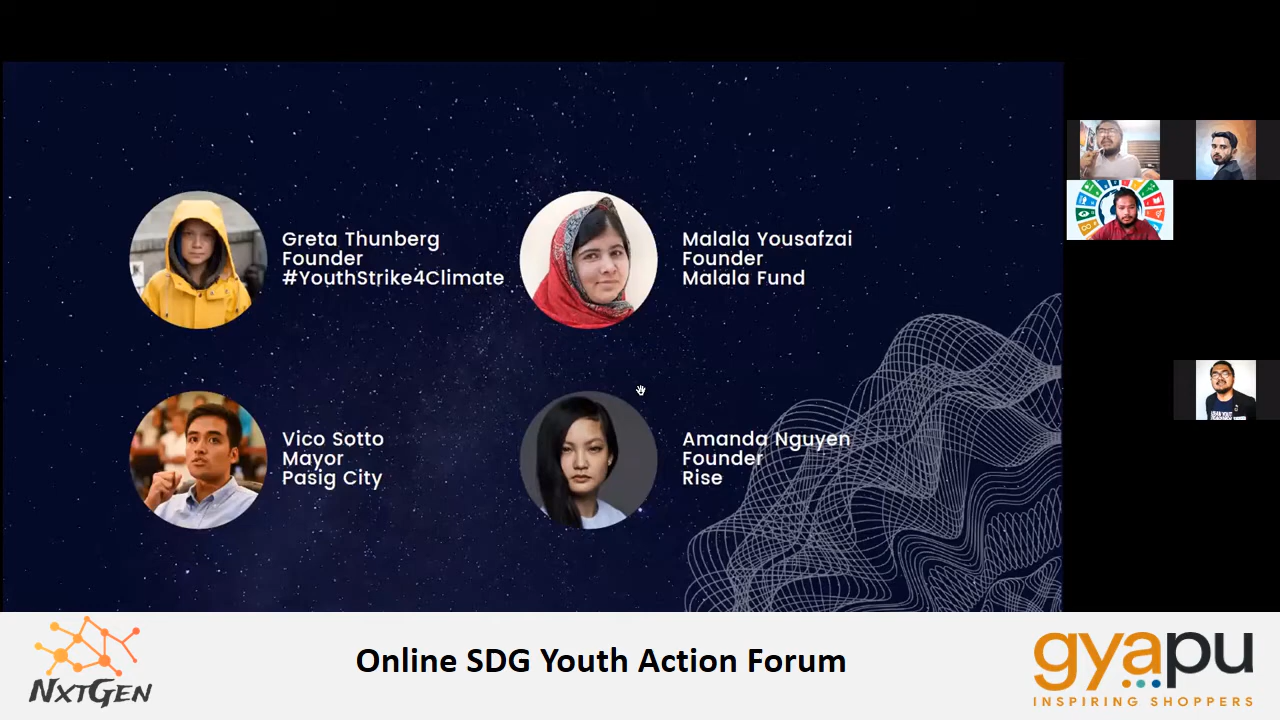 Greta Thunberg
Founder
#YouthStrike4Climate
Malala Yousafzai
Founder
Malala Fund
Vico Sotto
Mayor
Pasig City
Amanda Nguyen
Founder
Rise
NXTGEN
Online SDG Youth Action Forum
gyapu
INSPIRING SHOPPERS